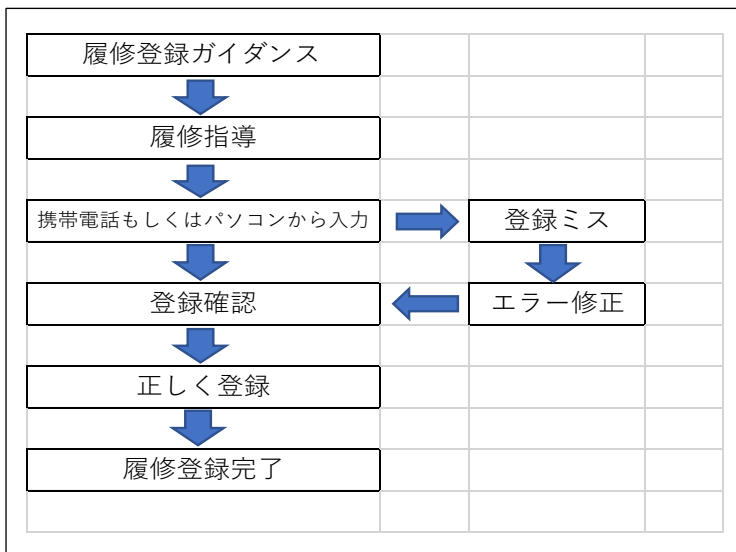 履修登録ガイダンス
履修指導
携帯電話もしくはパソコンから入力
登録ミス
登録確認
エラー修正
正しく登録
履修登録完了